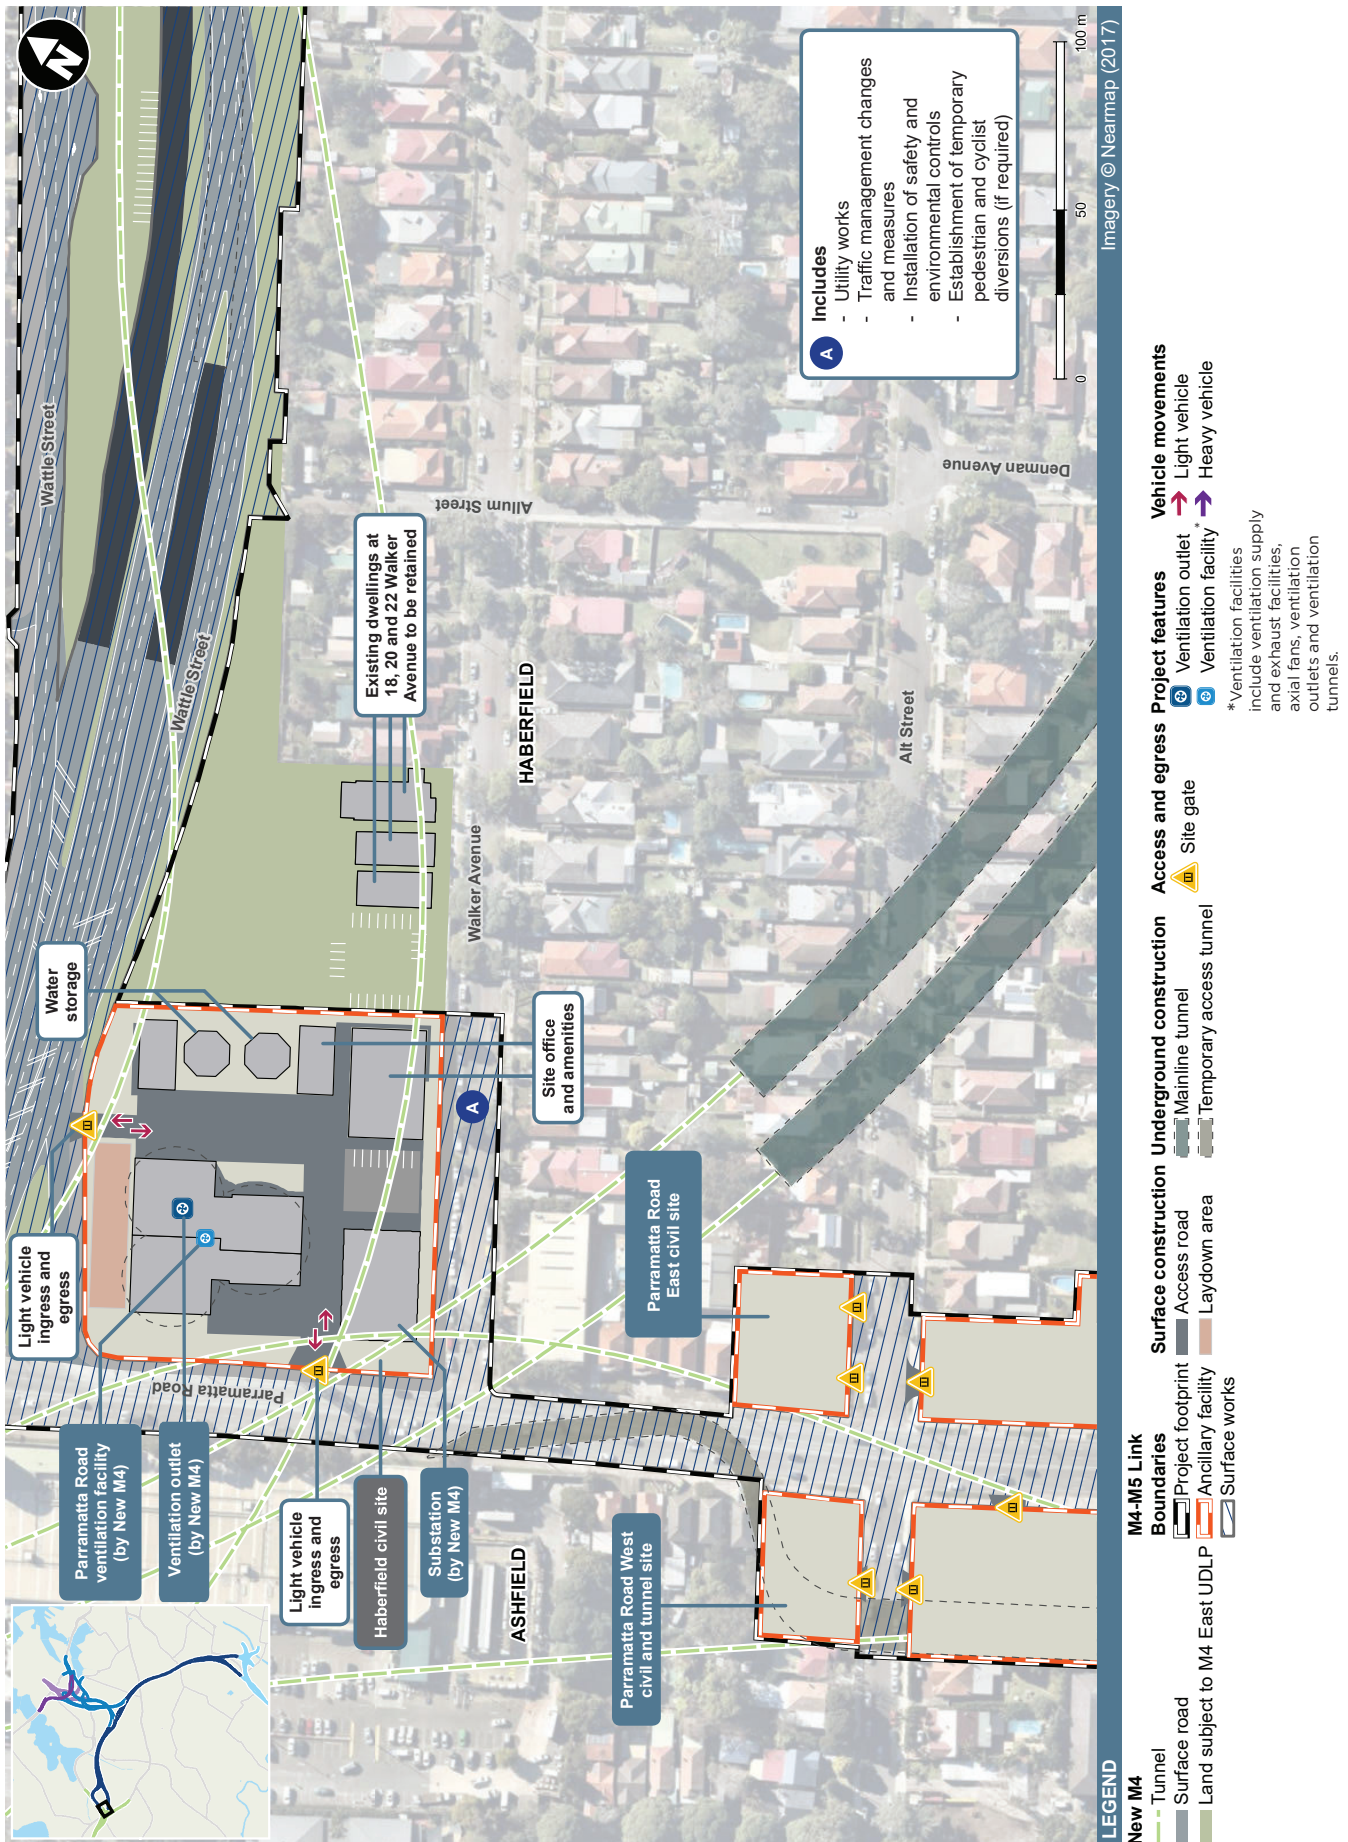 N
Wattle Street
Wattle Street
Water
storage
Light vehicle
ingress and
egress
Parramatta Road
ventilation facility
(by New M4)
Ventilation outlet
(by New M4)
Light vehicle
ingress and
egress
Haberfield civil site
Substation
(by New M4)
Parramatta Road
Existing dwellings at
18, 20 and 22 Walker
Avenue to be retained
Allum Street
Walker Avenue
HABERFIELD
Site office
and amenities
A
ASHFIELD
Parramatta Road West
civil and tunnel site
Parramatta Road
East civil site
Alt Street
Denman Avenue
A
Includes
- Utility works
- Traffic management changes
and measures
- Installation of safety and
environmental controls
- Establishment of temporary
pedestrian and cyclist
diversions (if required)
0 50 100 m
LEGEND
Imagery © Nearmap (2017)
New M4
Tunnel
Surface road
Land subject to M4 East UDLP
M4-M5 Link
Boundaries
Project footprint
Ancillary facility
Surface works
Surface construction
Access road
Laydown area
Underground construction
Mainline tunnel
Temporary access tunnel
Access and egress
Site gate
Project features
Ventilation outlet
Ventilation facility*
*Ventilation facilities
include ventilation supply
and exhaust facilities,
axial fans, ventilation
outlets and ventilation
tunnels.
Vehicle movements
Light vehicle
Heavy vehicle